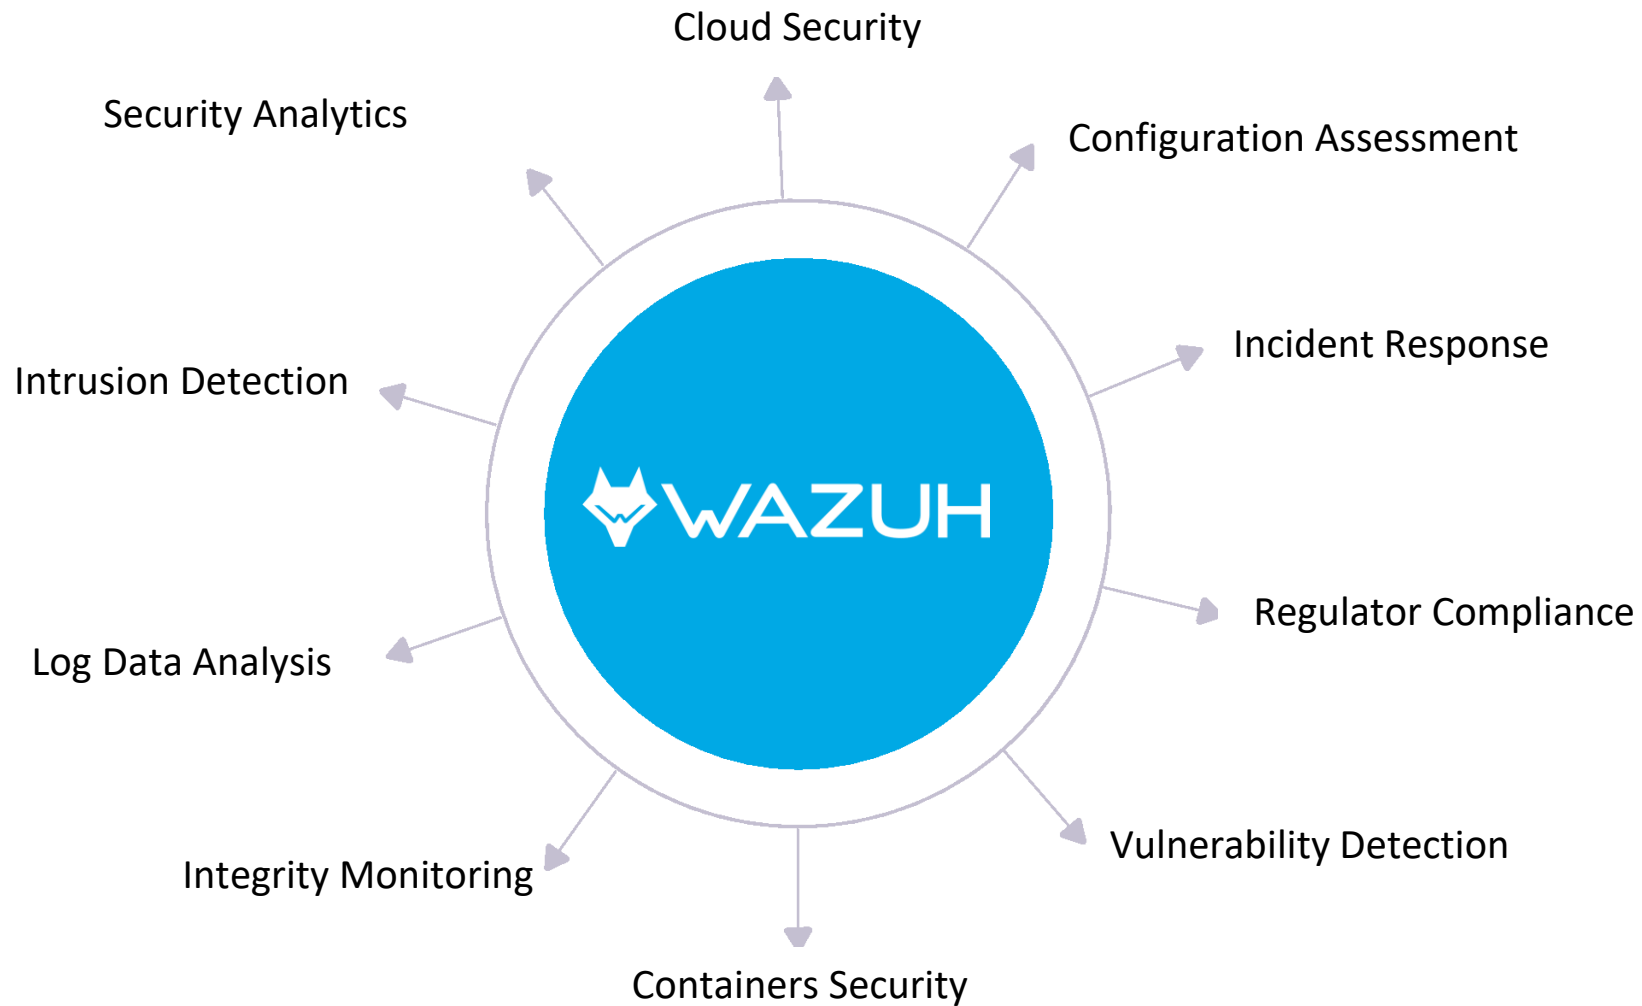 Cloud Security
Security Analytics
Configuration Assessment
Incident Response
Intrusion Detection
WAZUH
Regulator Compliance
Log Data Analysis
Vulnerability Detection
Integrity Monitoring
Containers Security